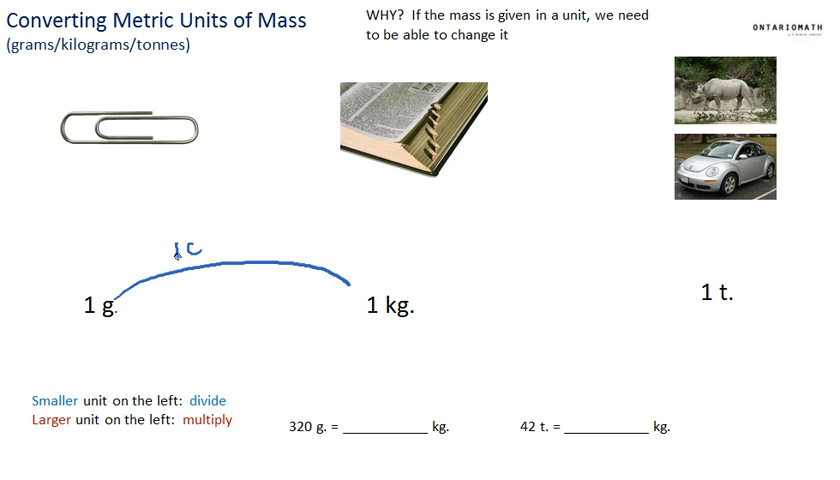 Converting Metric Units of Mass
(grams/kilograms/tonnes)
WHY? If the mass is given in a unit, we need
to be able to change it
ONTARIOMATH
1 g.
1 kg.
1 t.
Smaller unit on the left: divide
Larger unit on the left: multiply
320 g. = ____________ kg.
42 t. = ____________ kg.